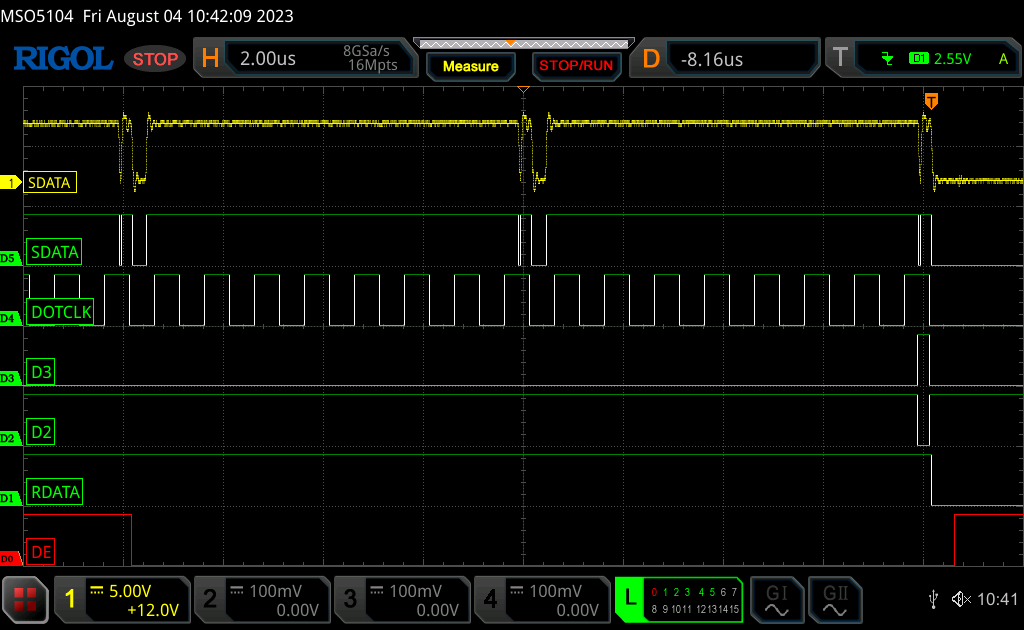 MSO5104 Fri August 04 10:42:09 2023
RIGOL STOP H 2.00us 8GSa/s 16Mpts Measure STOP/RUN D -8.16us T D1 2.55V A
T
1 SDATA
D5 SDATA
D4 DOTCLK
D3 D3
D2 D2
D1 RDATA
D0 DE
1 5.00V +12.0V 2 100mV 0.00V 3 100mV 0.00V 4 100mV 0.00V L 0 1 2 3 4 5 6 7 GI GII 10:41
8 9 10 11 12 13 14 15